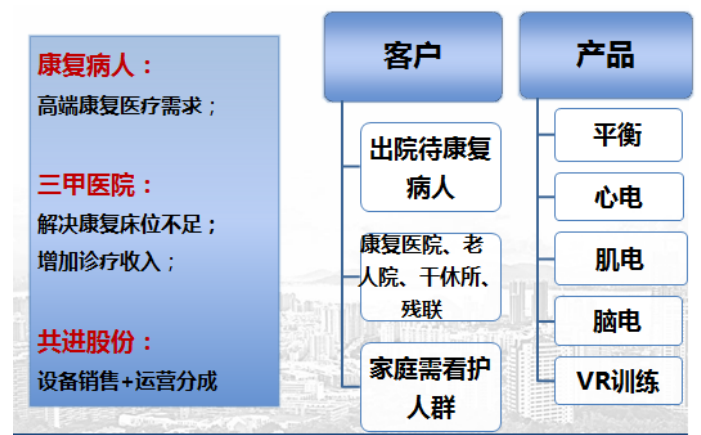 康复病人：
高端康复医疗需求；
三甲医院：
解决康复床位不足；
增加诊疗收入；
共进股份：
设备销售+运营分成
客户
出院待康复
病人
康复医院、老
人院、干休所、
残联
家庭需看护
人群
产品
平衡
心电
肌电
脑电
VR训练